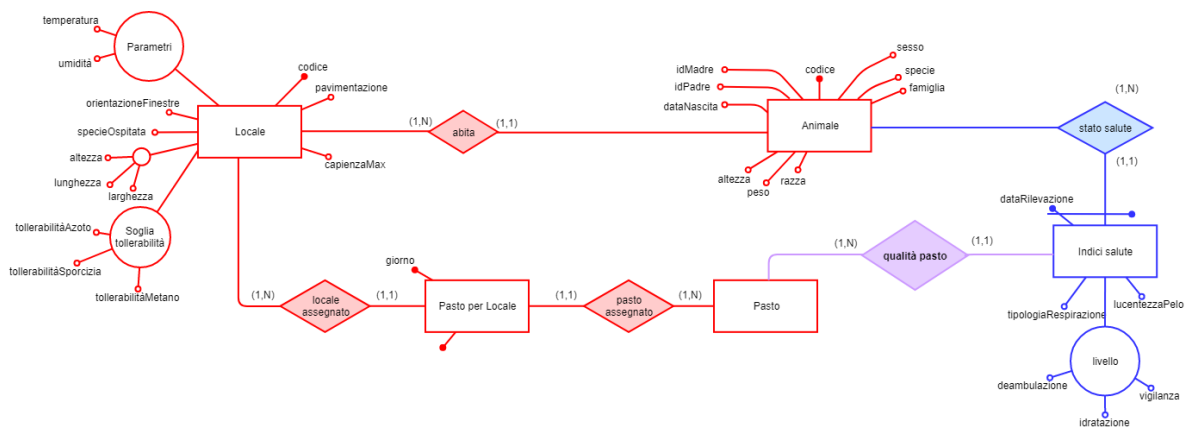 temperatura
Parametri
umidità
codice
pavimentazione
orientazioneFinestre
Locale
specieOspitata
altezza
lunghezza
larghezza
capienzaMax
tollerabilitáAzoto
Soglia
tollerabilità
tollerabilitáSporcizia
tollerabilitáMetano
(1,N)
abita
(1,1)
idMadre
idPadre
dataNascita
codice
sesso
specie
famiglia
Animale
altezza
peso
razza
(1,N)
stato salute
(1,1)
dataRilevazione
Indici salute
lucentezzaPelo
tipologiaRespirazione
livello
deambulazione
vigilanza
idratazione
(1,N)
qualità pasto
(1,1)
giorno
(1,N)
locale
assegnato
(1,1)
Pasto per Locale
(1,1)
pasto
assegnato
(1,N)
Pasto